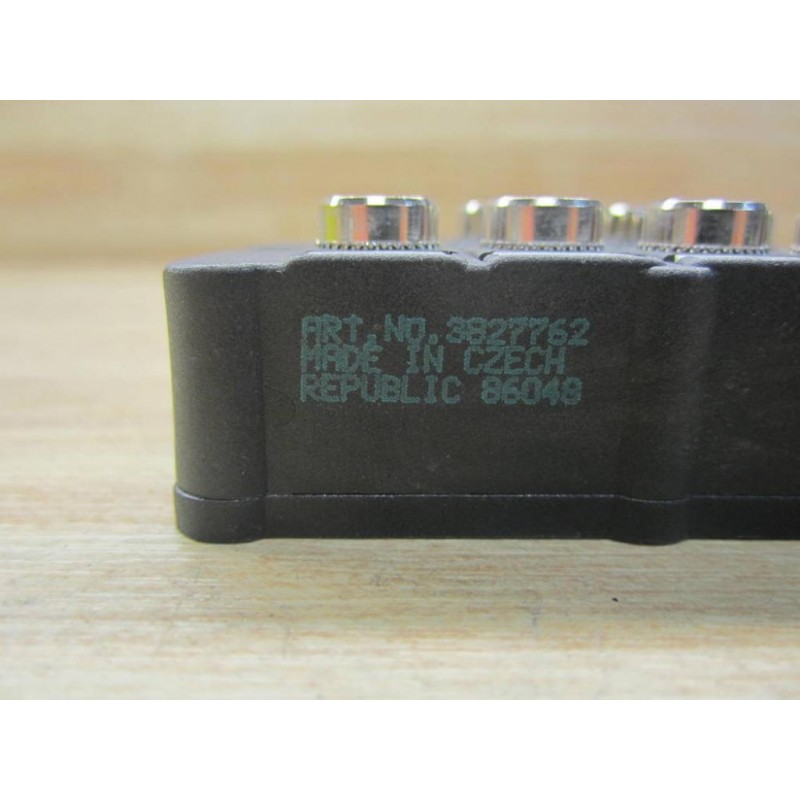 ART.NO.3827762
MADE IN CZECH
REPUBLIC 86048